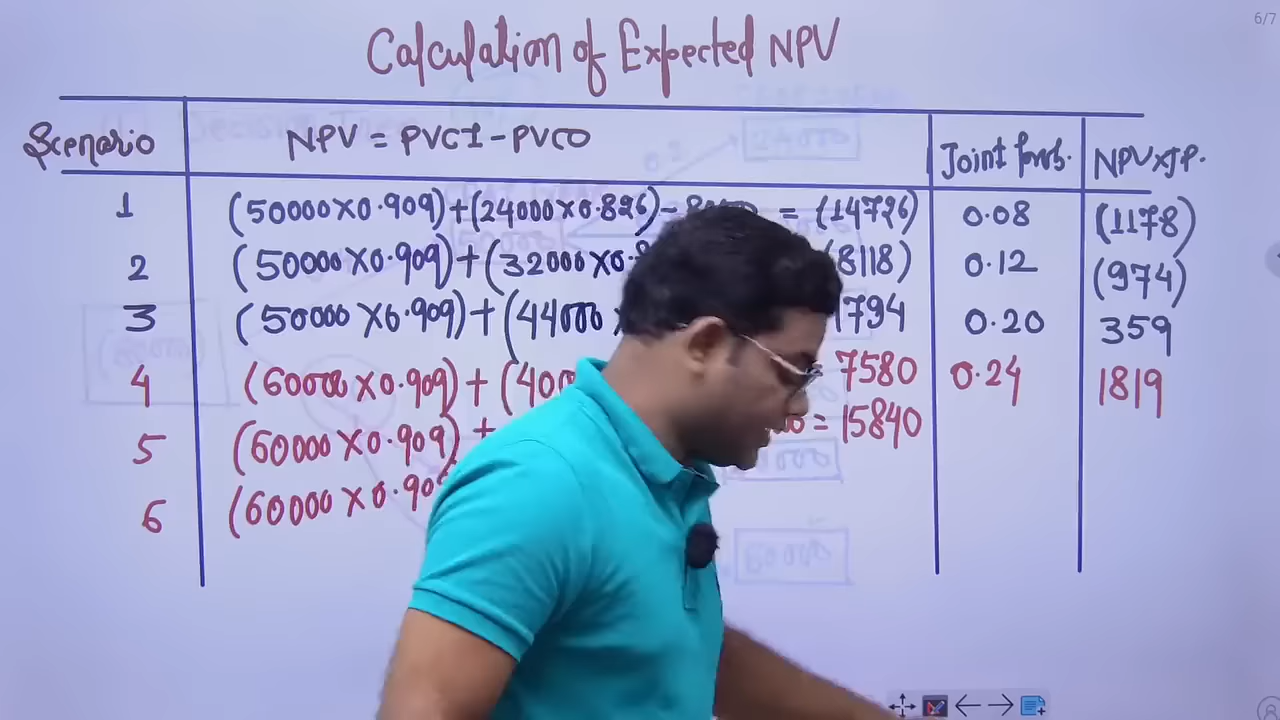 6/7
Calculation of Expected NPV
Scenario NPV = PVCI - PVCO Joint Prob. NPV×JP.
1 (50000×0.909)+(24000×0.826)- = (14726) 0.08 (1178)
2 (50000×0.909)+(32000×0. 8118) 0.12 (974)
3 (50000×0.909)+(44000 1794 0.20 359
4 (60000×0.909)+(400 7580 0.24 1819
5 (60000×0.909) + = 15840
6 (60000×0.90
24000
60000